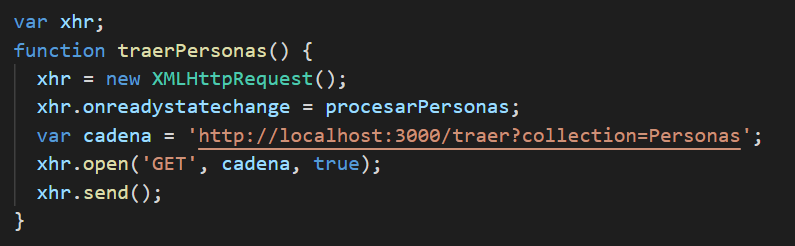 var xhr;
function traerPersonas() {
xhr = new XMLHttpRequest();
xhr.onreadystatechange = procesarPersonas;
var cadena = 'http://localhost:3000/traer?collection=Personas';
xhr.open('GET', cadena, true);
xhr.send();
}